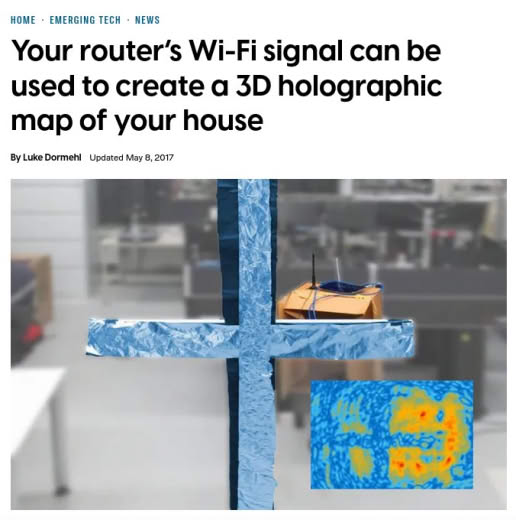 HOME · EMERGING TECH · NEWS
Your router's Wi-Fi signal can be
used to create a 3D holographic
map of your house
By Luke Dormehl Updated May 8, 2017